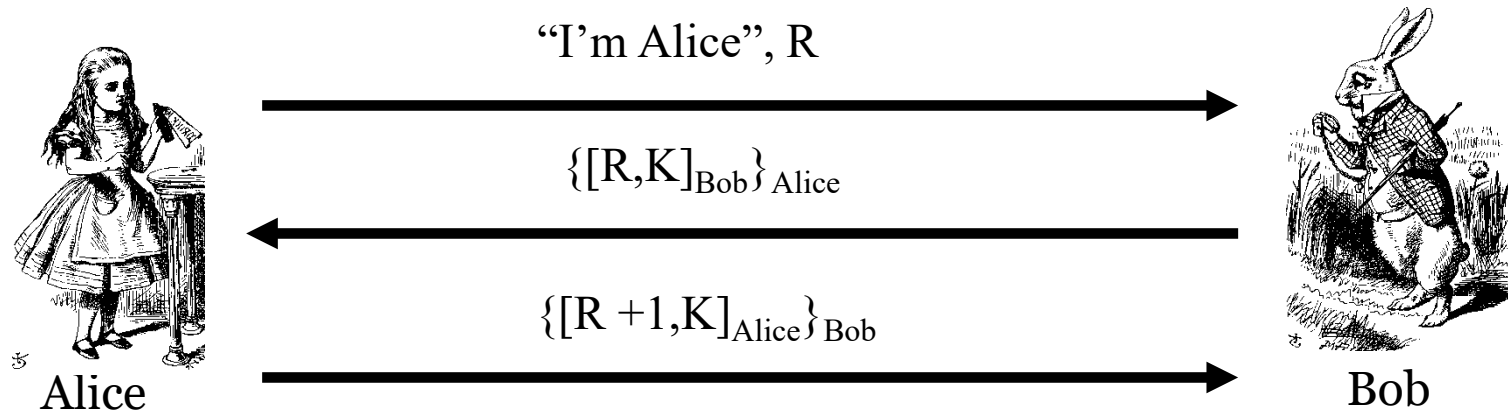 “I’m Alice”, R
{[R,K]Bob}Alice
{[R +1,K]Alice}Bob
Alice
Bob